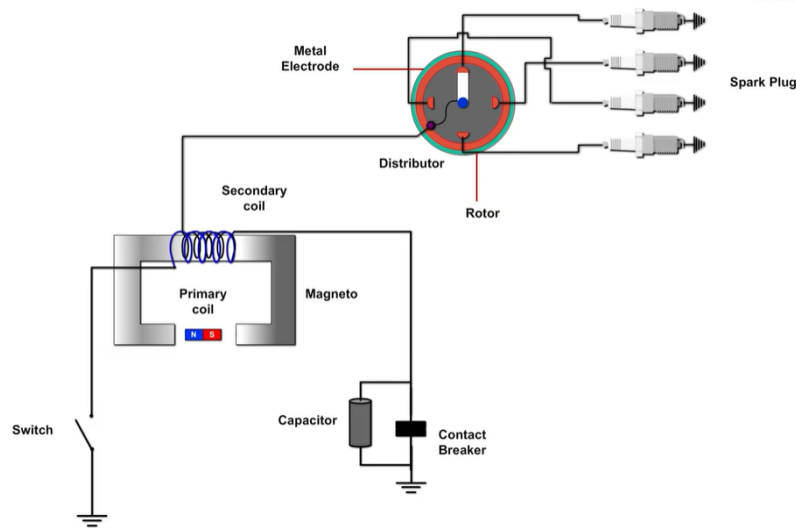 Metal
Electrode
Spark Plug
Distributor
Secondary
coil
Rotor
Primary
coil
Magneto
N S
Switch
Capacitor
Contact
Breaker